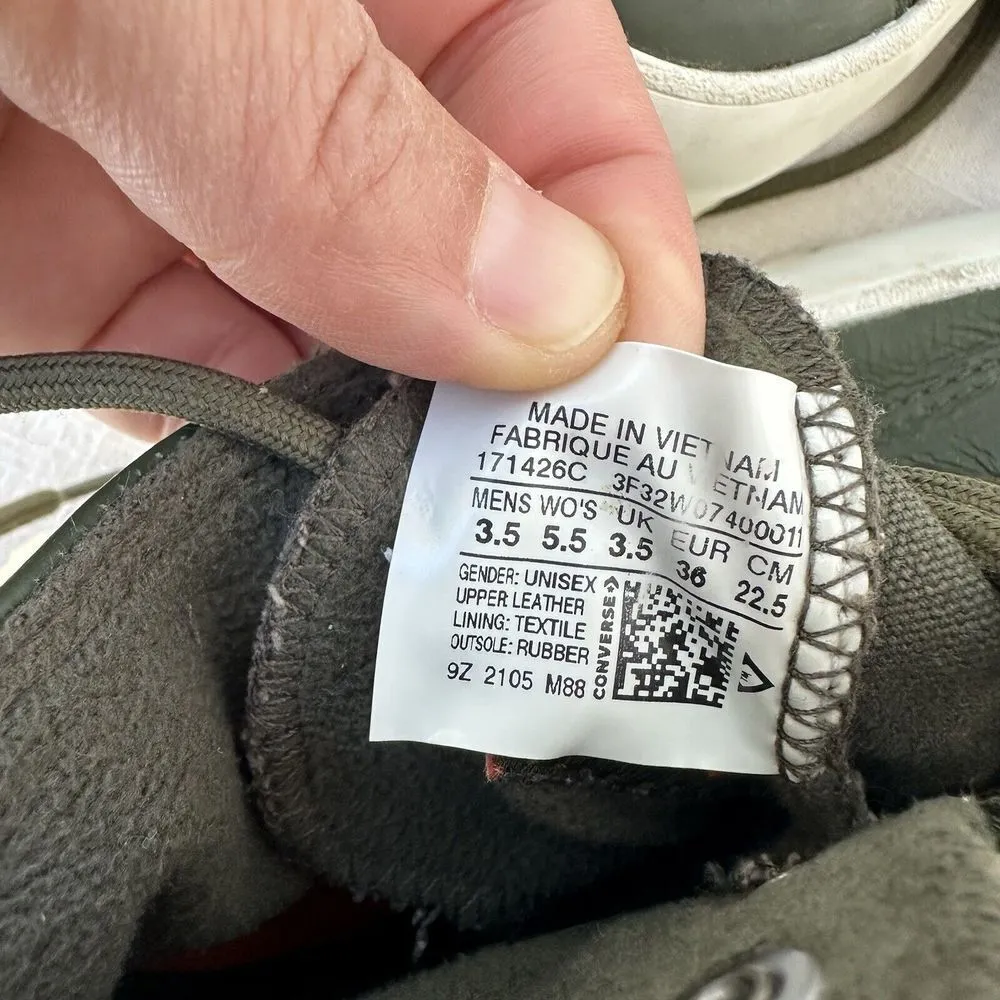 MADE IN VIETNAM
FABRIQUE AU VIETNAM
171426C 3F32W07400011
MENS WO'S UK EUR CM
3.5 5.5 3.5 36 22.5
GENDER: UNISEX
UPPER LEATHER
LINING: TEXTILE
OUTSOLE: RUBBER
9Z 2105 M88
CONVERSE